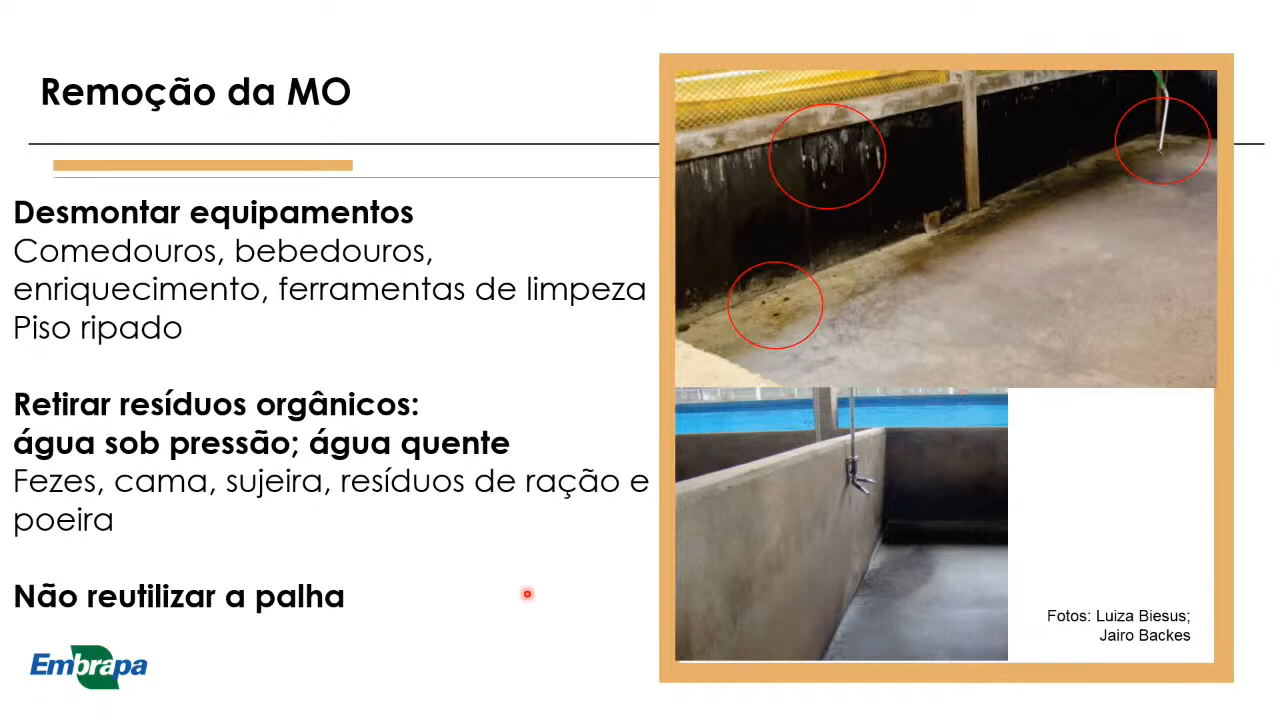 Remoção da MO
Desmontar equipamentos
Comedouros, bebedouros,
enriquecimento, ferramentas de limpeza
Piso ripado
Retirar resíduos orgânicos:
água sob pressão; água quente
Fezes, cama, sujeira, resíduos de ração e
poeira
Não reutilizar a palha
Fotos: Luiza Biesus;
Jairo Backes
Embrapa